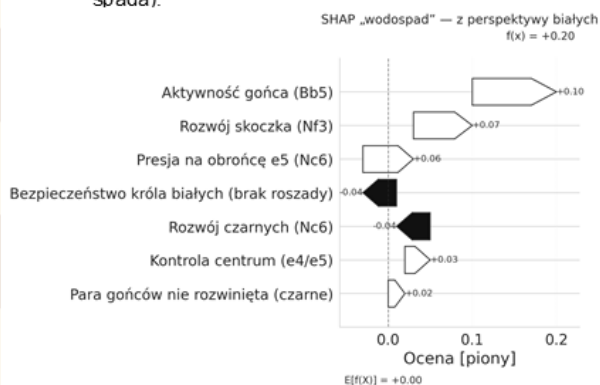 spada).
SHAP „wodospad” — z perspektywy białych
f(x) = +0.20
Aktywność gońca (Bb5)
+0.10
Rozwój skoczka (Nf3)
+0.07
Presja na obrońcę e5 (Nc6)
+0.06
Bezpieczeństwo króla białych (brak roszady)
-0.04
Rozwój czarnych (Nc6)
-0.04
Kontrola centrum (e4/e5)
+0.03
Para gońców nie rozwinięta (czarne)
+0.02
0.0 0.1 0.2
Ocena [piony]
E[f(X)] = +0.00